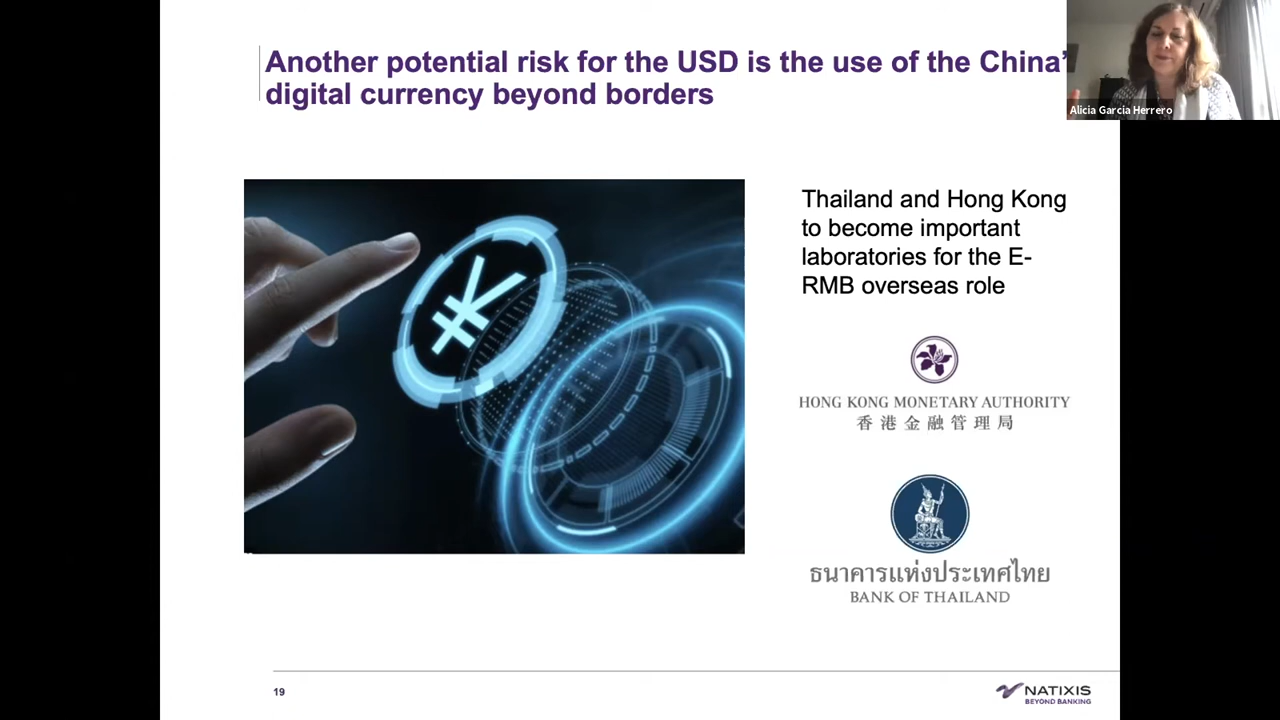 Another potential risk for the USD is the use of the China'
digital currency beyond borders
Alicia Garcia Herrero
Thailand and Hong Kong
to become important
laboratories for the E-
RMB overseas role
HONG KONG MONETARY AUTHORITY
香港金融管理局
ธนาคารแห่งประเทศไทย
BANK OF THAILAND
19
NATIXIS
BEYOND BANKING